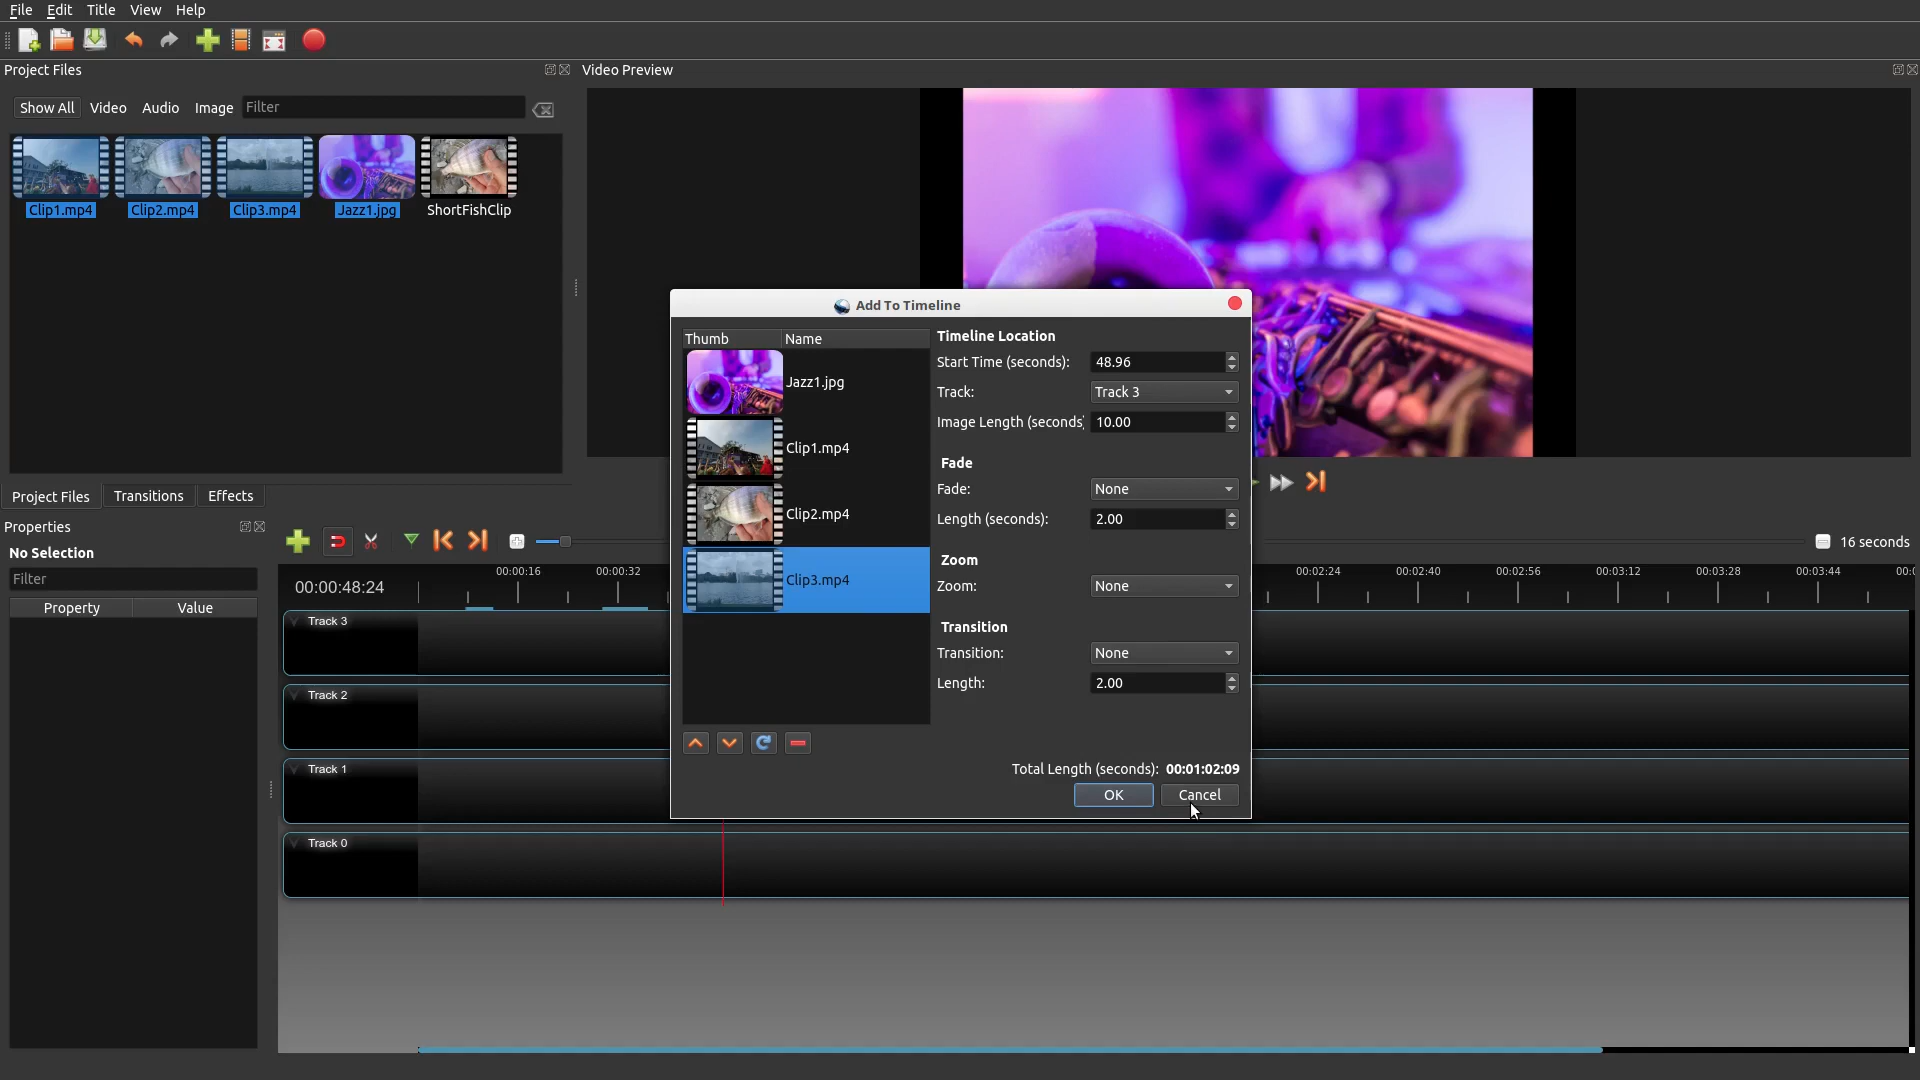 File Edit Title View Help
Project Files
Video Preview
Show All Video Audio Image Filter
Clip1.mp4 Clip2.mp4 Clip3.mp4 Jazz1.jpg ShortFishClip
Project Files Transitions Effects
Properties
No Selection
Filter
Property Value
Add To Timeline
Thumb Name
Jazz1.jpg
Clip1.mp4
Clip2.mp4
Clip3.mp4
Timeline Location
Start Time (seconds): 48.96
Track: Track 3
Image Length (seconds) 10.00
Fade
Fade: None
Length (seconds): 2.00
Zoom
Zoom: None
Transition
Transition: None
Length: 2.00
Total Length (seconds): 00:01:02:09
OK Cancel
16 seconds
00:00:48:24
00:00:16 00:00:32 00:02:24 00:02:40 00:02:56 00:03:12 00:03:28 00:03:44
Track 3
Track 2
Track 1
Track 0